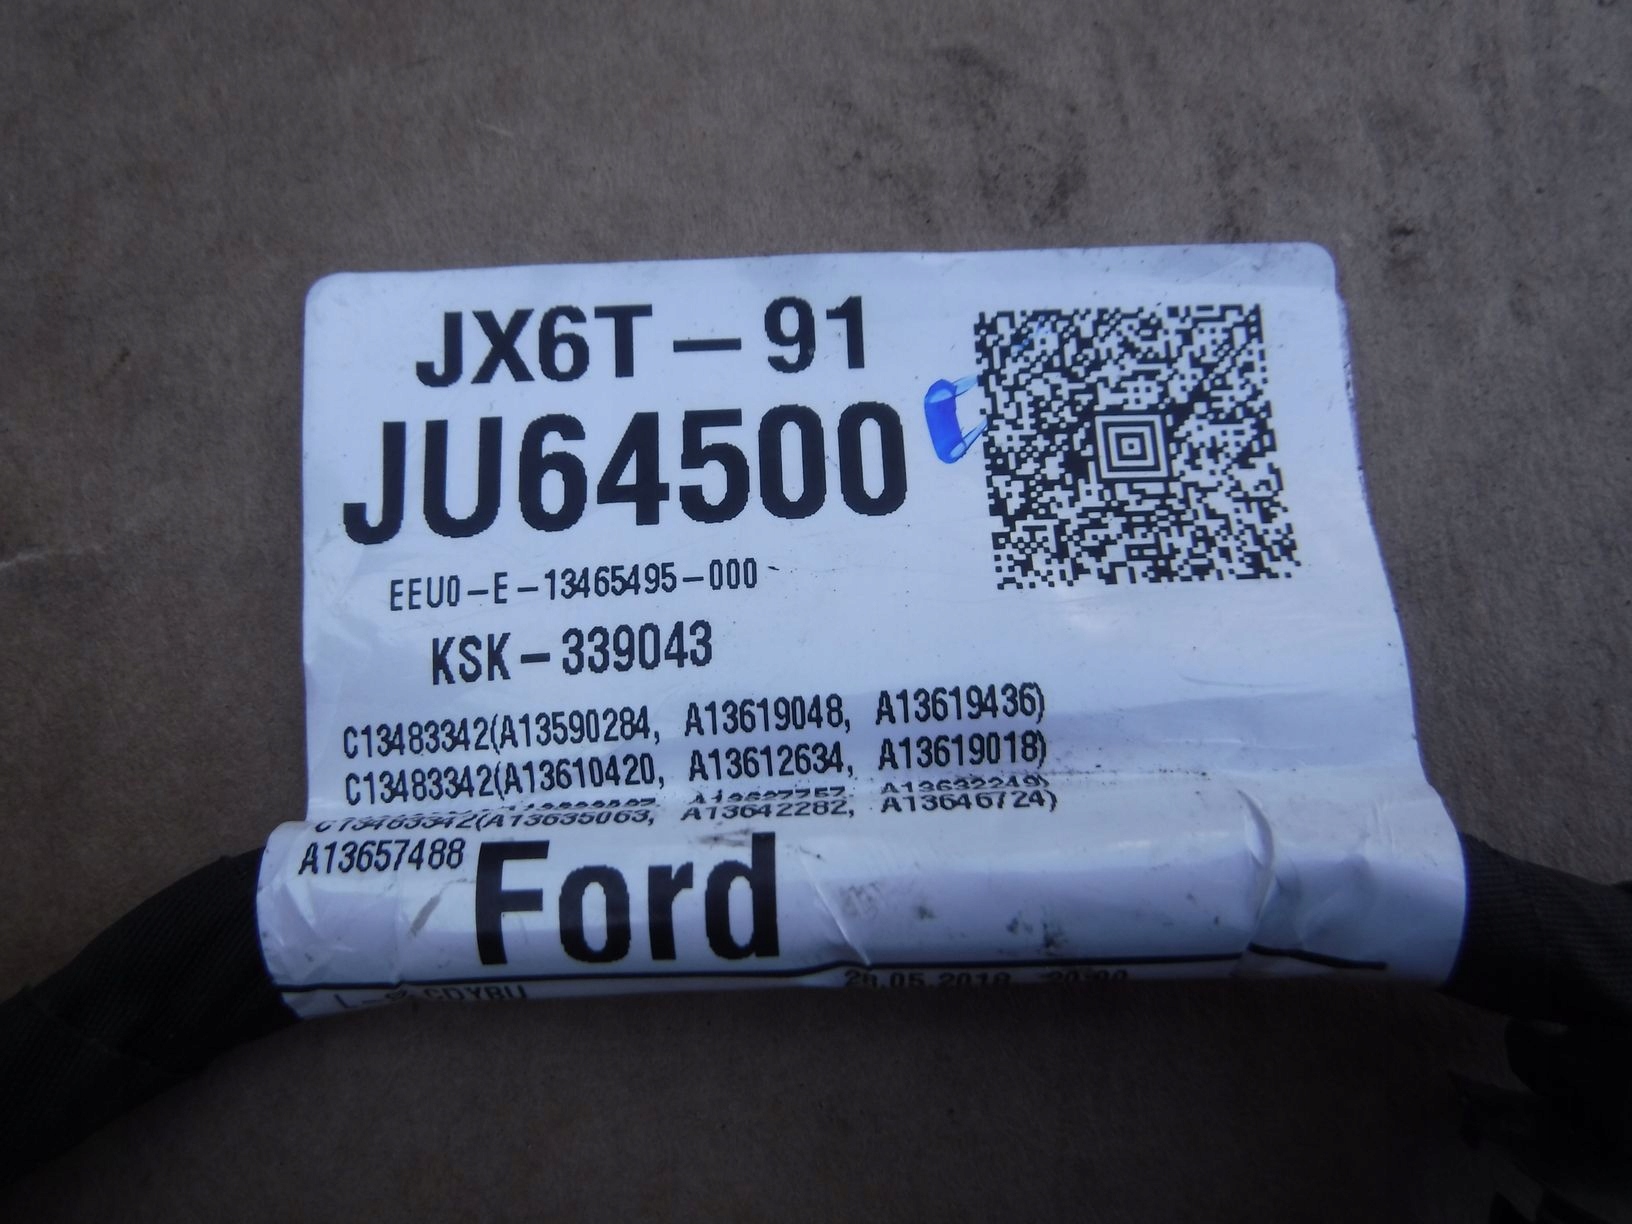 JX6T-91
JU64500
EEU0-E-13465495-000
KSK-339043
C13483342(A13590284, A13619048, A13619436)
C13483342(A13610420, A13612634, A13619018)
C13483342(A13635063, A13642282, A13646724)
A13657488
Ford